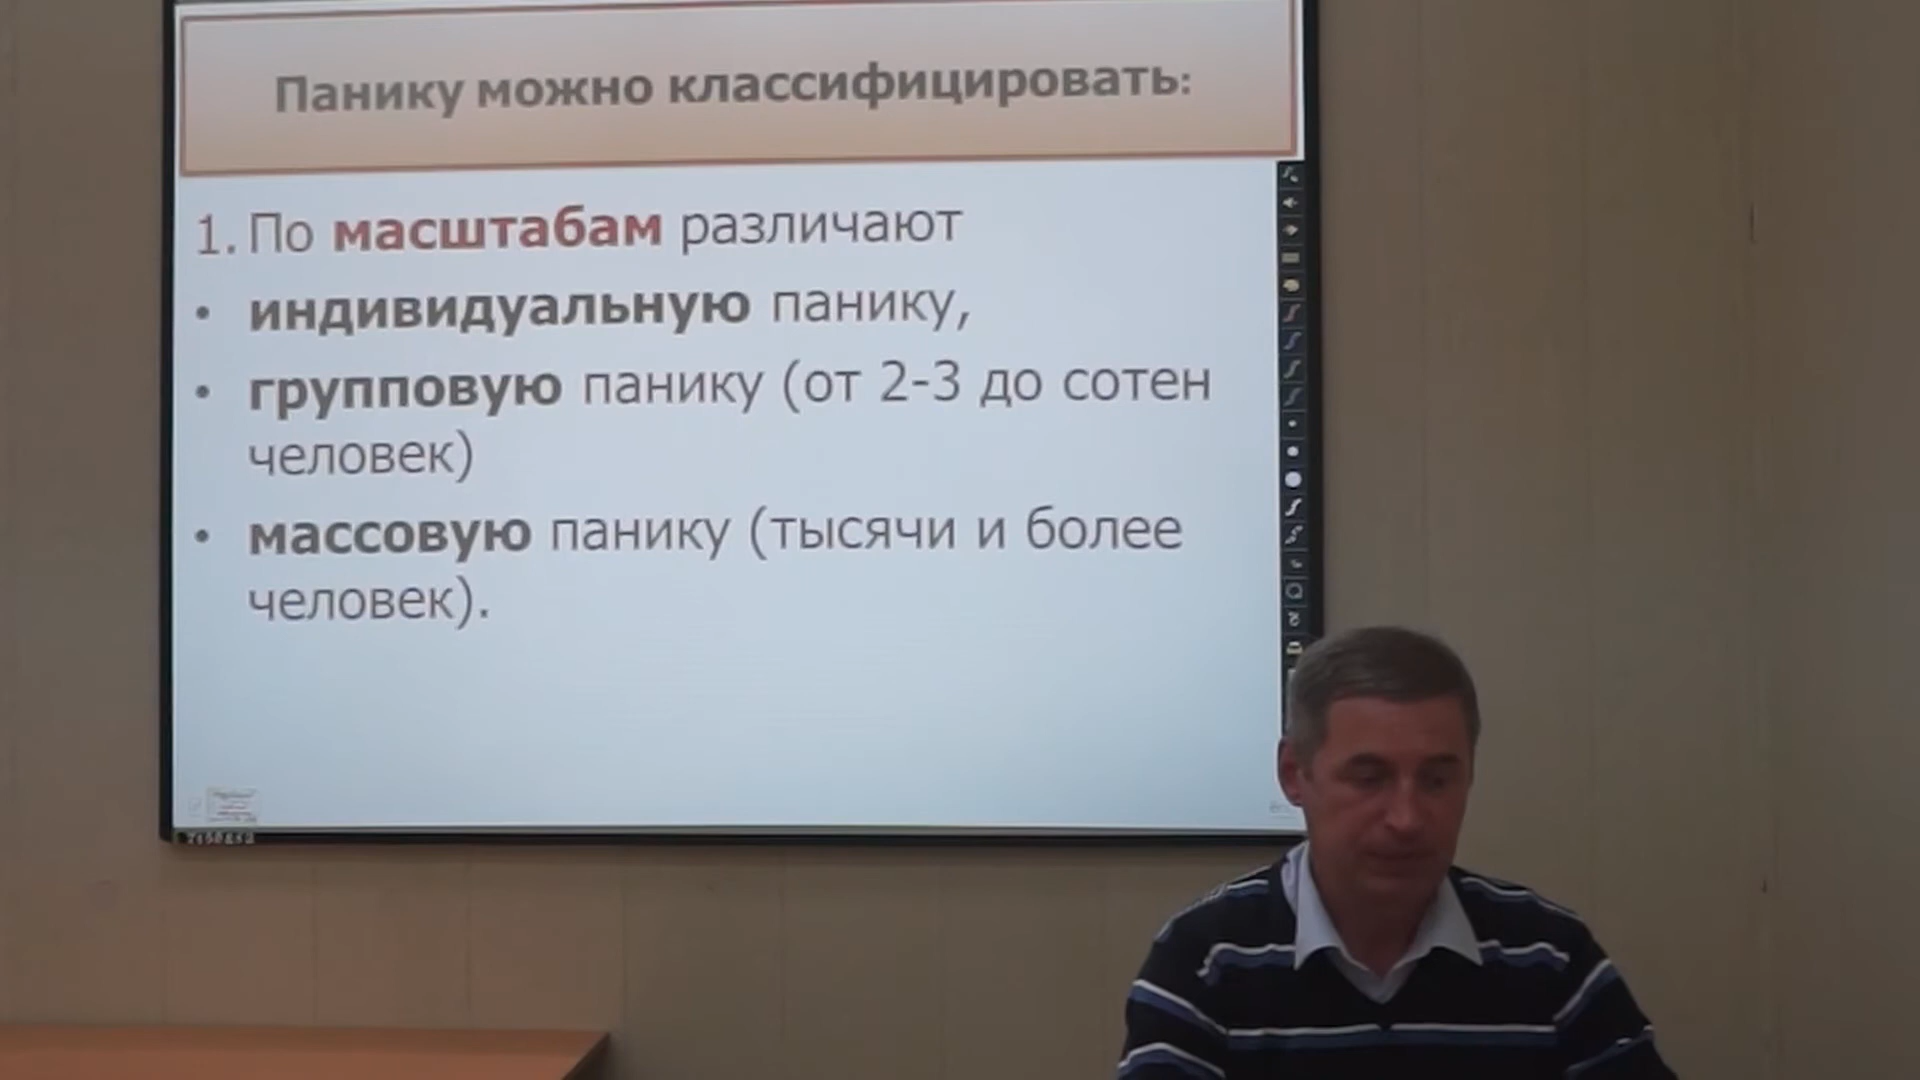 Панику можно классифицировать:
1. По масштабам различают
• индивидуальную панику,
• групповую панику (от 2-3 до сотен
человек)
• массовую панику (тысячи и более
человек).